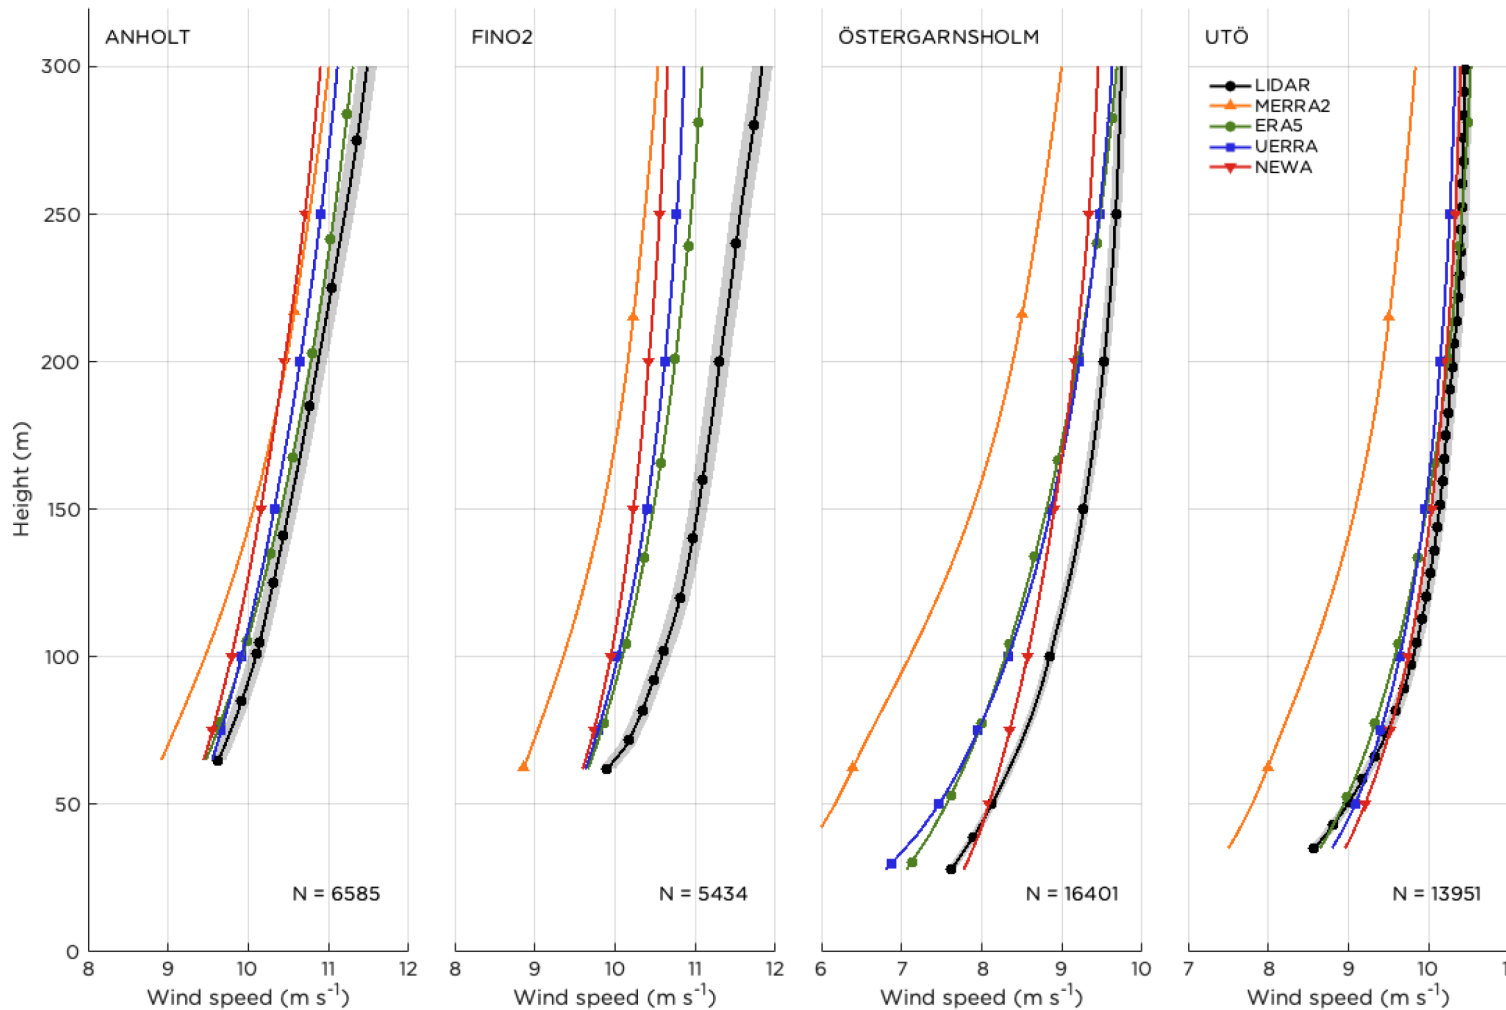 ANHOLT
FINO2
ÖSTERGARNSHOLM
UTÖ
LIDAR
MERRA2
ERA5
UERRA
NEWA
300
250
200
150
100
50
0
Height (m)
N = 6585
N = 5434
N = 16401
N = 13951
8 9 10 11 12
8 9 10 11 12
6 7 8 9 10
7 8 9 10 1
Wind speed (m s⁻¹)
Wind speed (m s⁻¹)
Wind speed (m s⁻¹)
Wind speed (m s⁻¹)